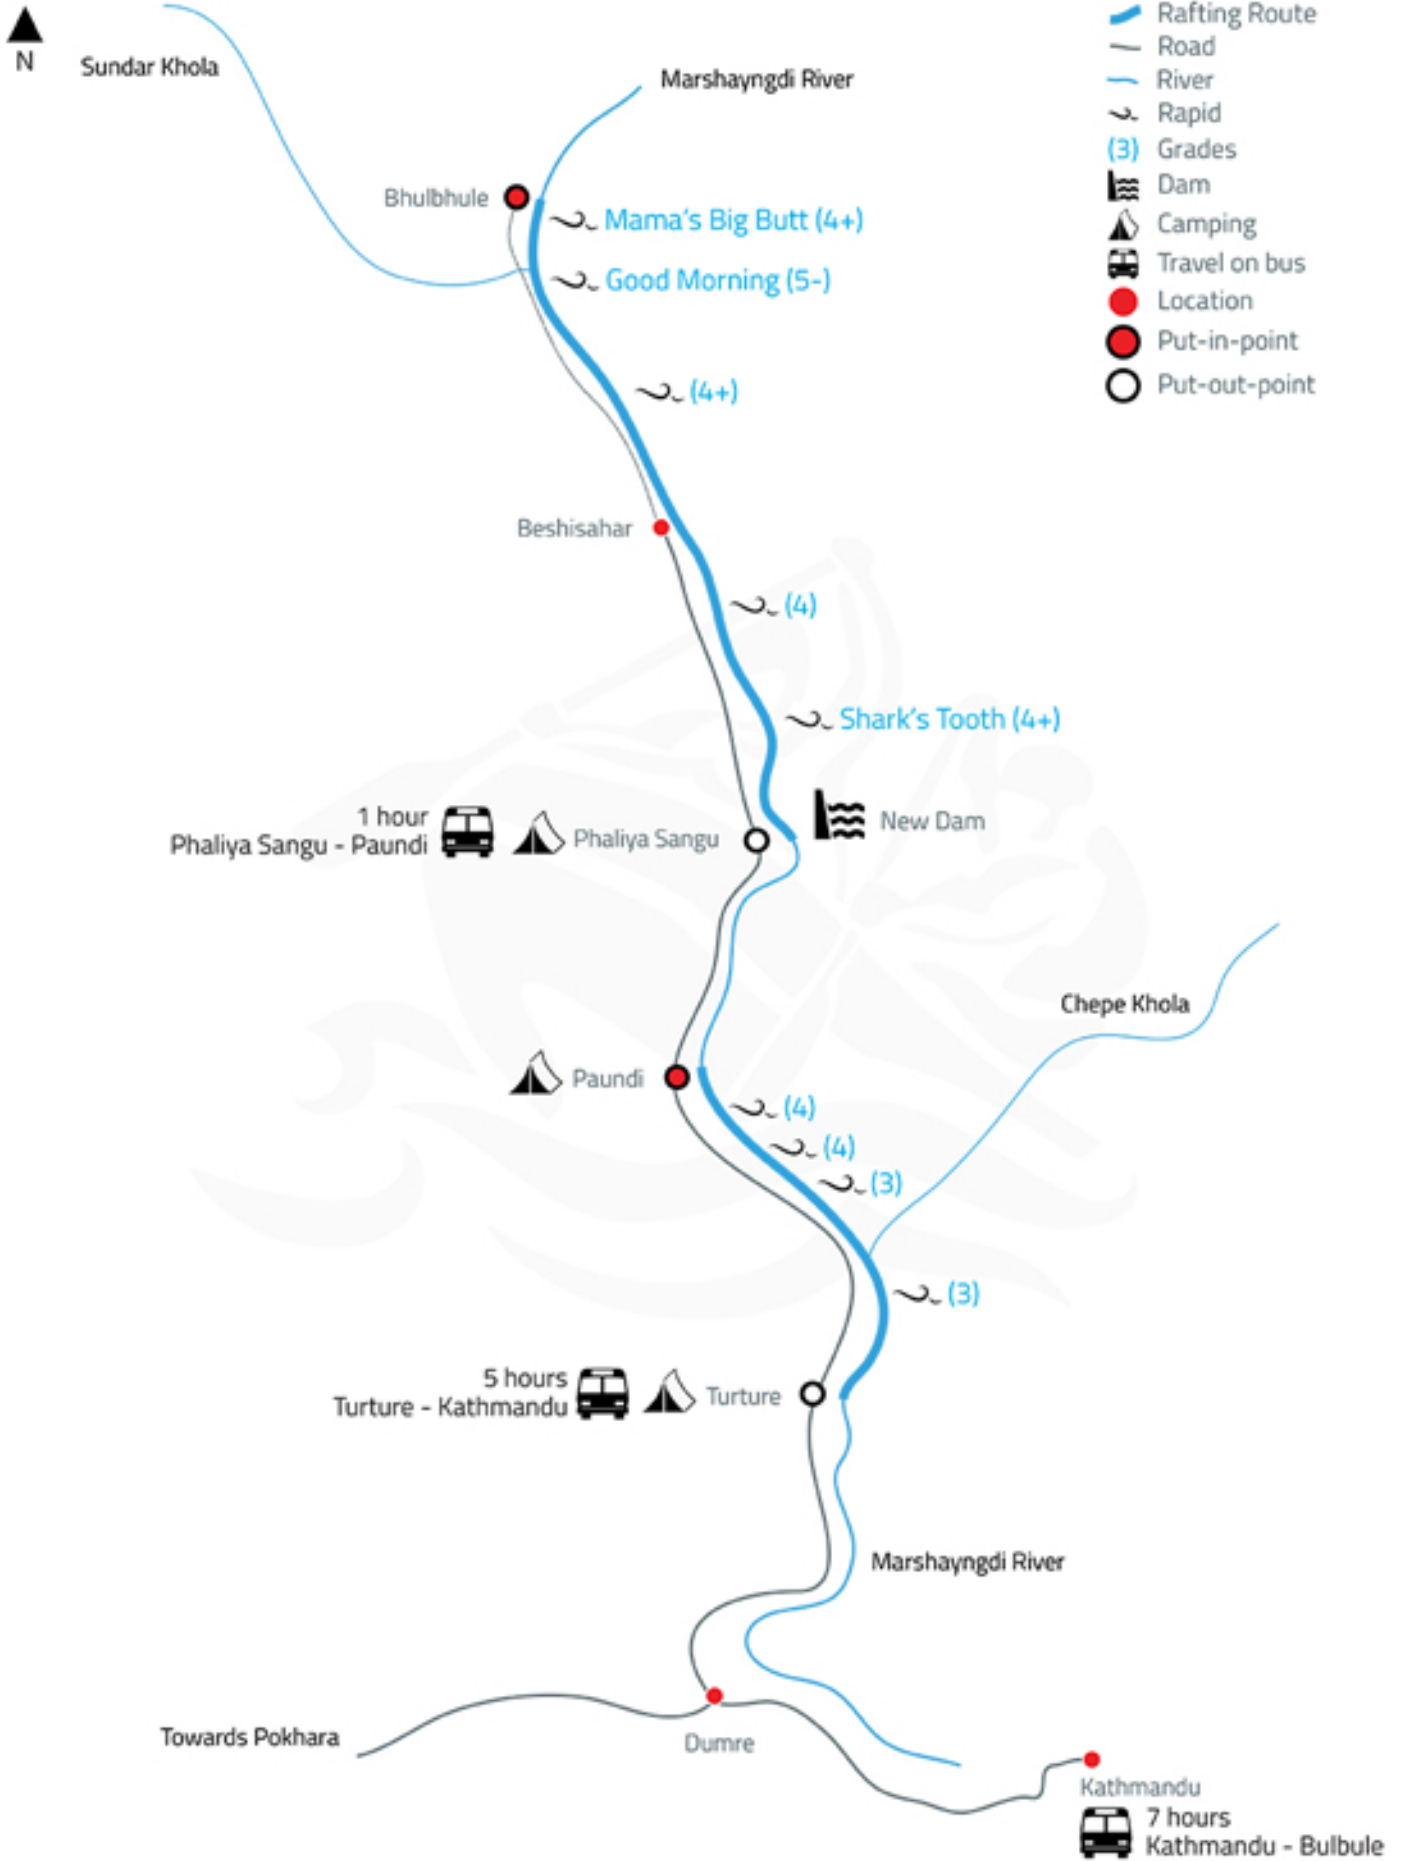 N
Sundar Khola
Marshayngdi River
Rafting Route
Road
River
Rapid
(3) Grades
Dam
Camping
Travel on bus
Location
Put-in-point
Put-out-point
Bhulbhule
Mama's Big Butt (4+)
Good Morning (5-)
(4+)
Beshisahar
(4)
Shark's Tooth (4+)
1 hour
Phaliya Sangu - Paundi
Phaliya Sangu
New Dam
Chepe Khola
Paundi
(4)
(4)
(3)
(3)
5 hours
Turture - Kathmandu
Turture
Marshayngdi River
Towards Pokhara
Dumre
Kathmandu
7 hours
Kathmandu - Bulbule